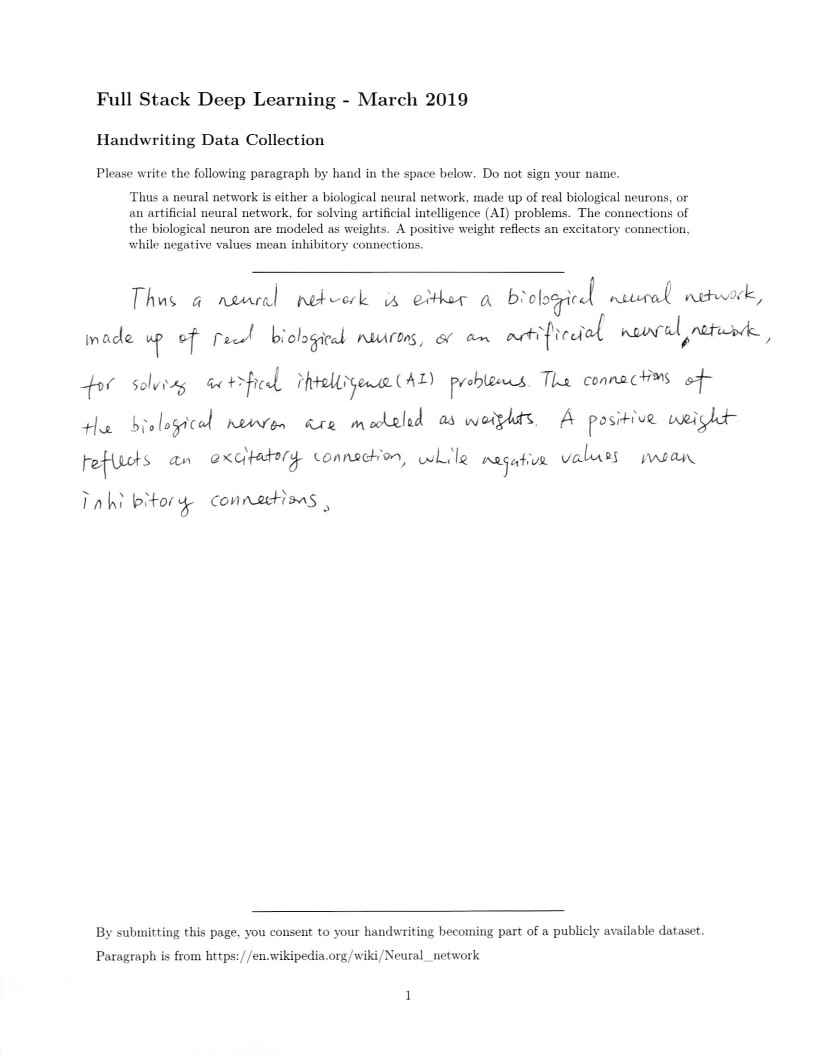 Full Stack Deep Learning - March 2019
Handwriting Data Collection
Please write the following paragraph by hand in the space below. Do not sign your name.
Thus a neural network is either a biological neural network, made up of real biological neurons, or
an artificial neural network, for solving artificial intelligence (AI) problems. The connections of
the biological neuron are modeled as weights. A positive weight reflects an excitatory connection,
while negative values mean inhibitory connections.
Thus a neural network is either a biological neural network,
made up of real biological neurons, or an artificcial neural network,
for solving artifical intelligence (AI) problems. The connections of
the biological neuron are modeled as weights. A positive weight
reflects an excitatory connection, while negative values mean
inhibitory connections.
By submitting this page, you consent to your handwriting becoming part of a publicly available dataset.
Paragraph is from https://en.wikipedia.org/wiki/Neural_network
1